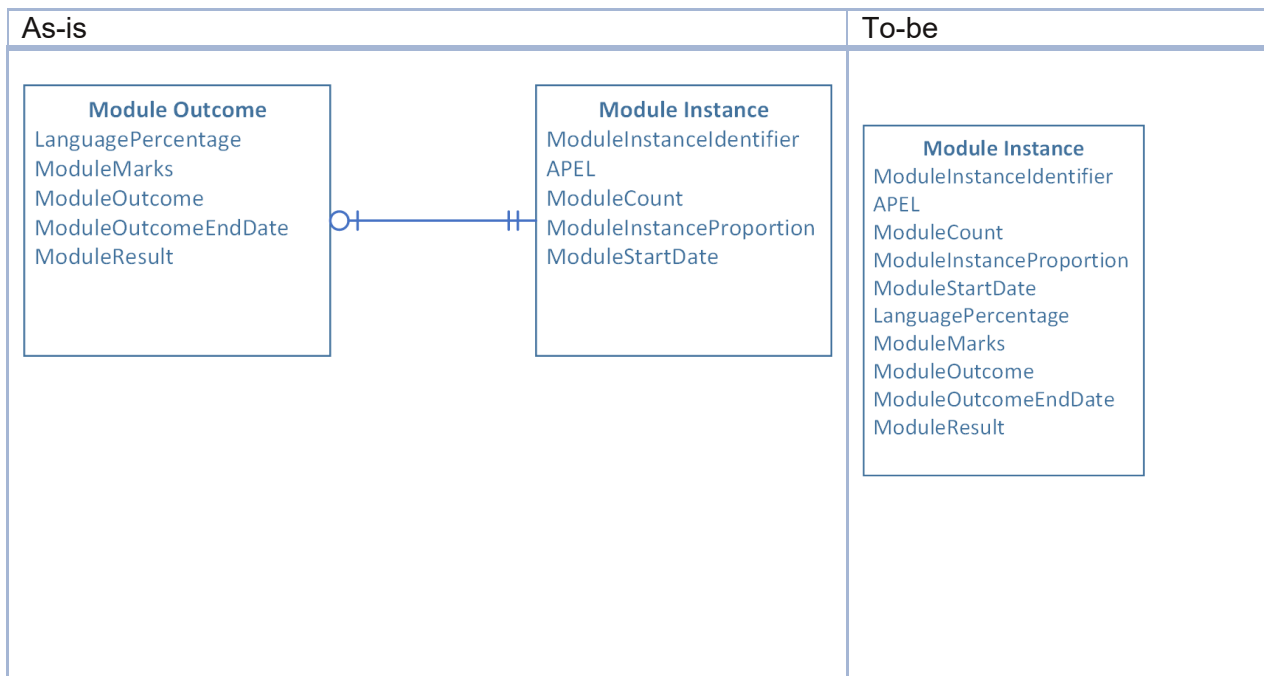 As-is
To-be
Module Outcome
LanguagePercentage
ModuleMarks
ModuleOutcome
ModuleOutcomeEndDate
ModuleResult
Module Instance
ModuleInstanceIdentifier
APEL
ModuleCount
ModuleInstanceProportion
ModuleStartDate
Module Instance
ModuleInstanceIdentifier
APEL
ModuleCount
ModuleInstanceProportion
ModuleStartDate
LanguagePercentage
ModuleMarks
ModuleOutcome
ModuleOutcomeEndDate
ModuleResult